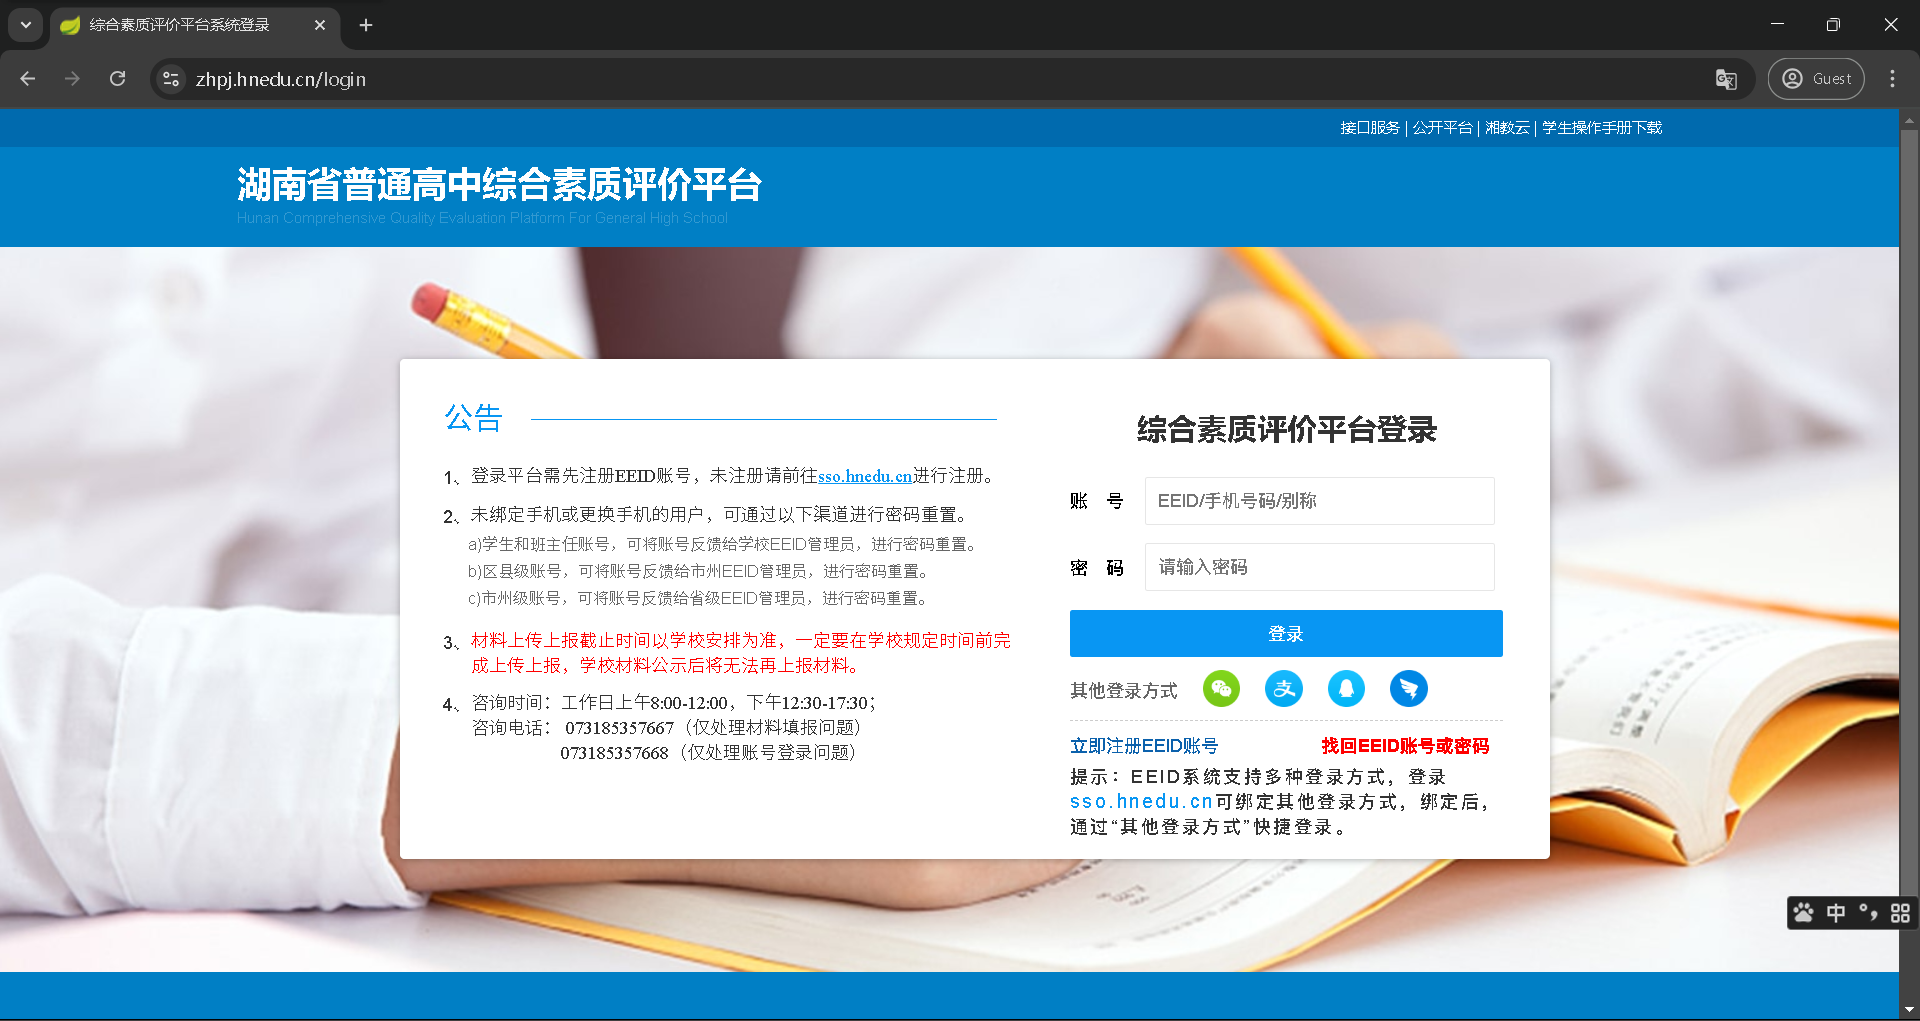 综合素质评价平台系统登录
zhpj.hnedu.cn/login
Guest
接口服务 | 公开平台 | 湘教云 | 学生操作手册下载
湖南省普通高中综合素质评价平台
Hunan Comprehensive Quality Evaluation Platform For General High School
公告
1、登录平台需先注册EEID账号，未注册请前往sso.hnedu.cn进行注册。
2、未绑定手机或更换手机的用户，可通过以下渠道进行密码重置。
a)学生和班主任账号，可将账号反馈给学校EEID管理员，进行密码重置。
b)区县级账号，可将账号反馈给市州EEID管理员，进行密码重置。
c)市州级账号，可将账号反馈给省级EEID管理员，进行密码重置。
3、材料上传上报截止时间以学校安排为准，一定要在学校规定时间前完
成上传上报，学校材料公示后将无法再上报材料。
4、咨询时间：工作日上午8:00-12:00，下午12:30-17:30；
咨询电话： 073185357667（仅处理材料填报问题）
073185357668（仅处理账号登录问题）
综合素质评价平台登录
账 号 EEID/手机号码/别称
密 码 请输入密码
登录
其他登录方式
立即注册EEID账号 找回EEID账号或密码
提示：EEID系统支持多种登录方式，登录
sso.hnedu.cn可绑定其他登录方式，绑定后，
通过“其他登录方式”快捷登录。
中